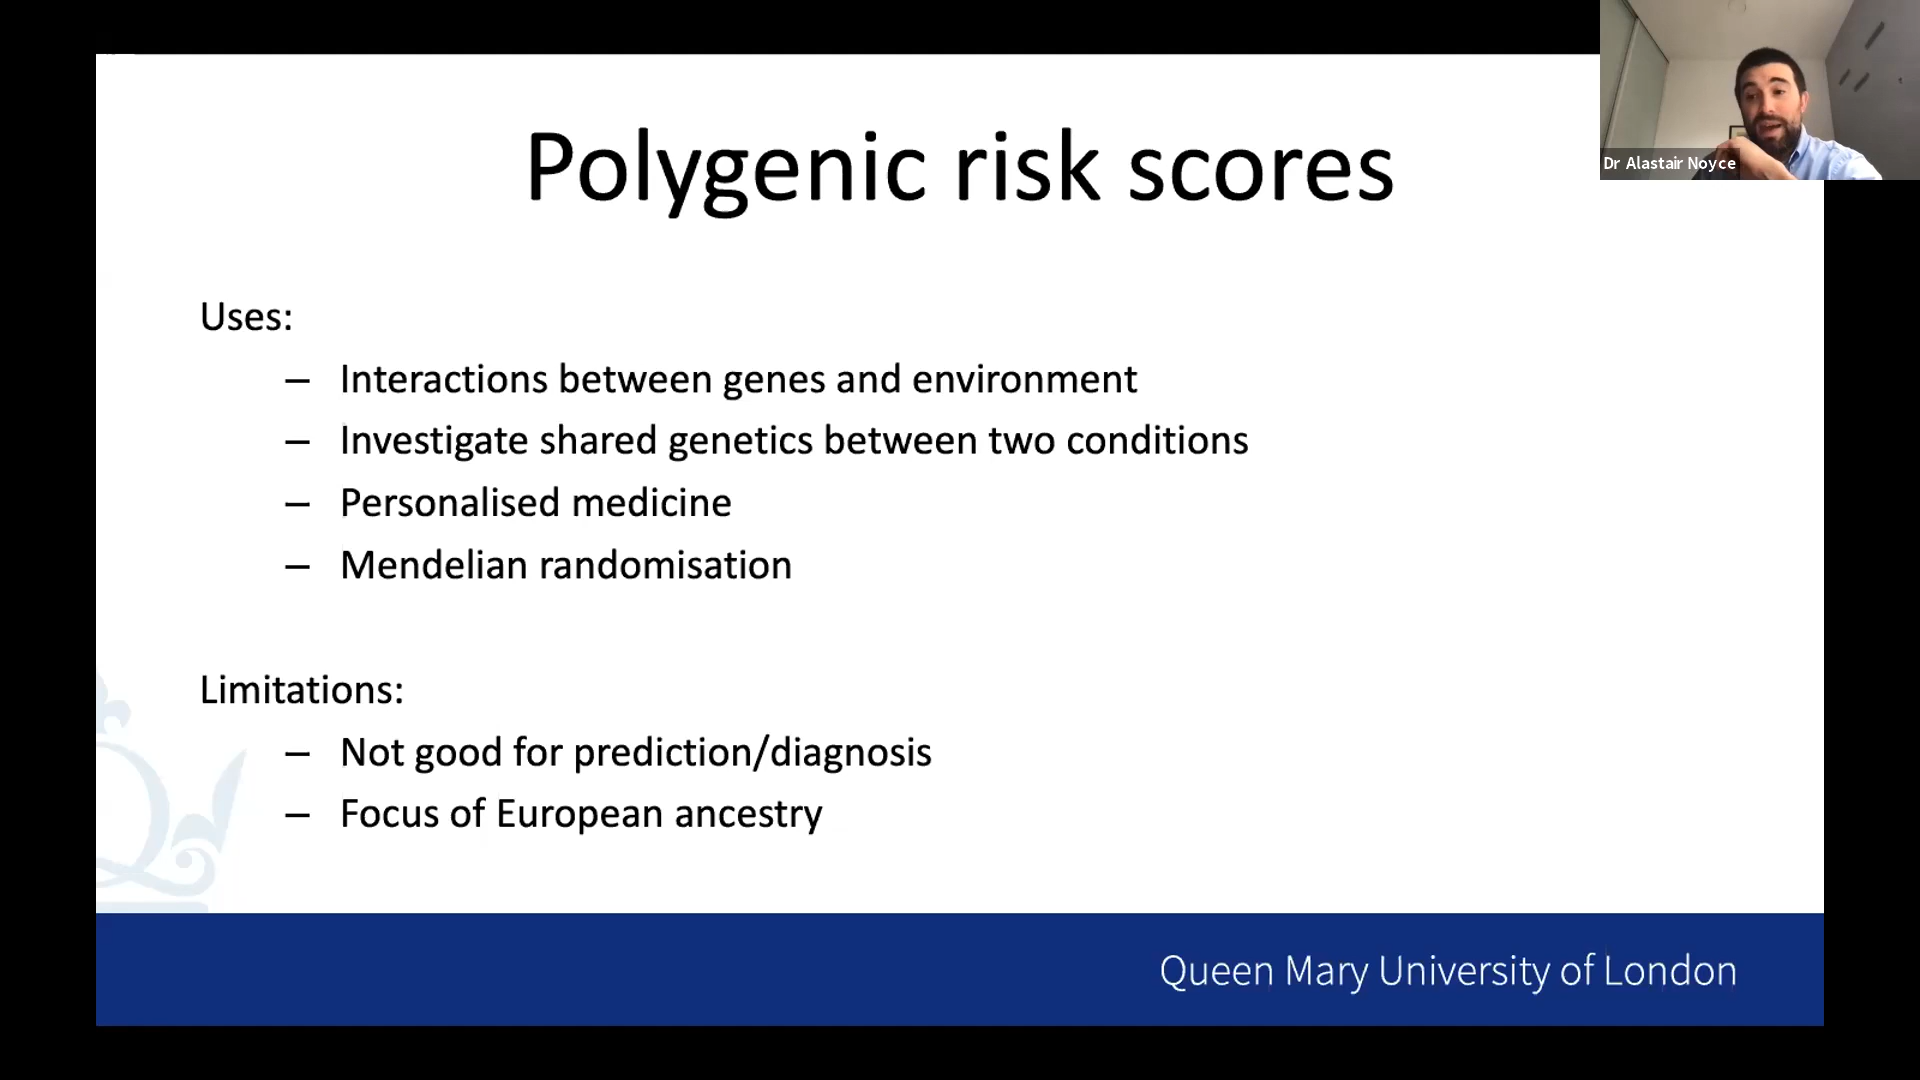 Polygenic risk scores
Dr Alastair Noyce
Uses:
– Interactions between genes and environment
– Investigate shared genetics between two conditions
– Personalised medicine
– Mendelian randomisation
Limitations:
– Not good for prediction/diagnosis
– Focus of European ancestry
Queen Mary University of London